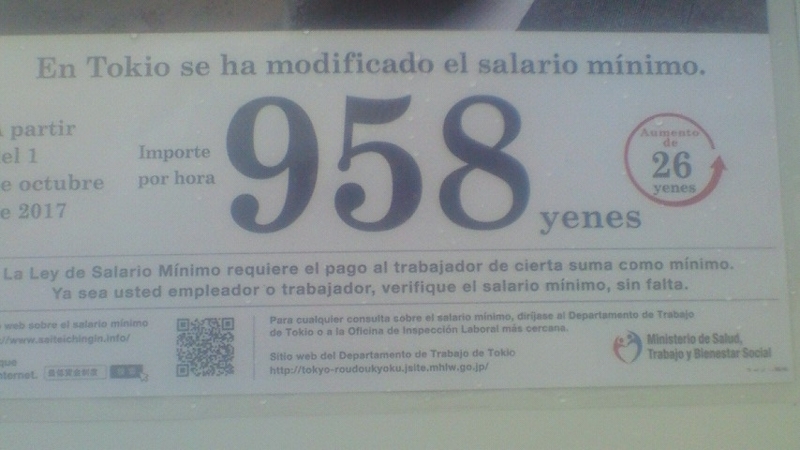 En Tokio se ha modificado el salario mínimo.
partir
el 1
e octubre
e 2017
Importe
por hora
958
yenes
Aumento
de
26
yenes
La Ley de Salario Mínimo requiere el pago al trabajador de cierta suma como mínimo.
Ya sea usted empleador o trabajador, verifique el salario mínimo, sin falta.
web sobre el salario mínimo
//www.saiteichingin.info/
que
nternet.
Para cualquier consulta sobre el salario mínimo, diríjase al Departamento de Trabajo
de Tokio o a la Oficina de Inspección Laboral más cercana.
Sitio web del Departamento de Trabajo de Tokio
http://tokyo-roudoukyoku.jsite.mhlw.go.jp/
Ministerio de Salud,
Trabajo y Bienestar Social